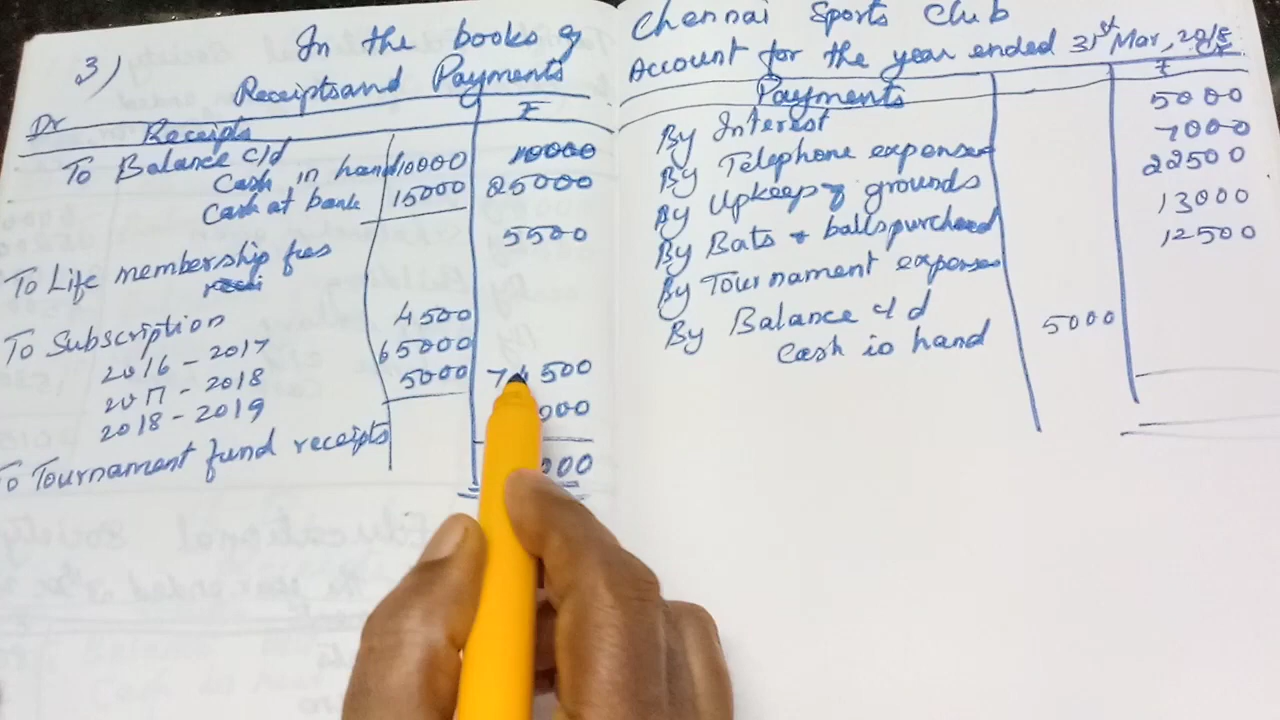 3)
In the books of Chennai Sports Club
Receipts and Payments Account for the year ended 31st Mar, 2018
Dr Receipts ₹
To Balance c/d
Cash in hand 10000 10000
Cash at bank 15000 25000
To Life membership fees 5500
To Subscription
2016 - 2017 4500
2017 - 2018 65000
2018 - 2019 5000 74500
To Tournament fund receipts 000
000
Cr
Payments ₹
By Interest 5000
By Telephone expenses 7000
By Upkeep of grounds 22500
By Bats & balls purchased 13000
By Tournament expenses 12500
By Balance c/d
Cash in hand 5000